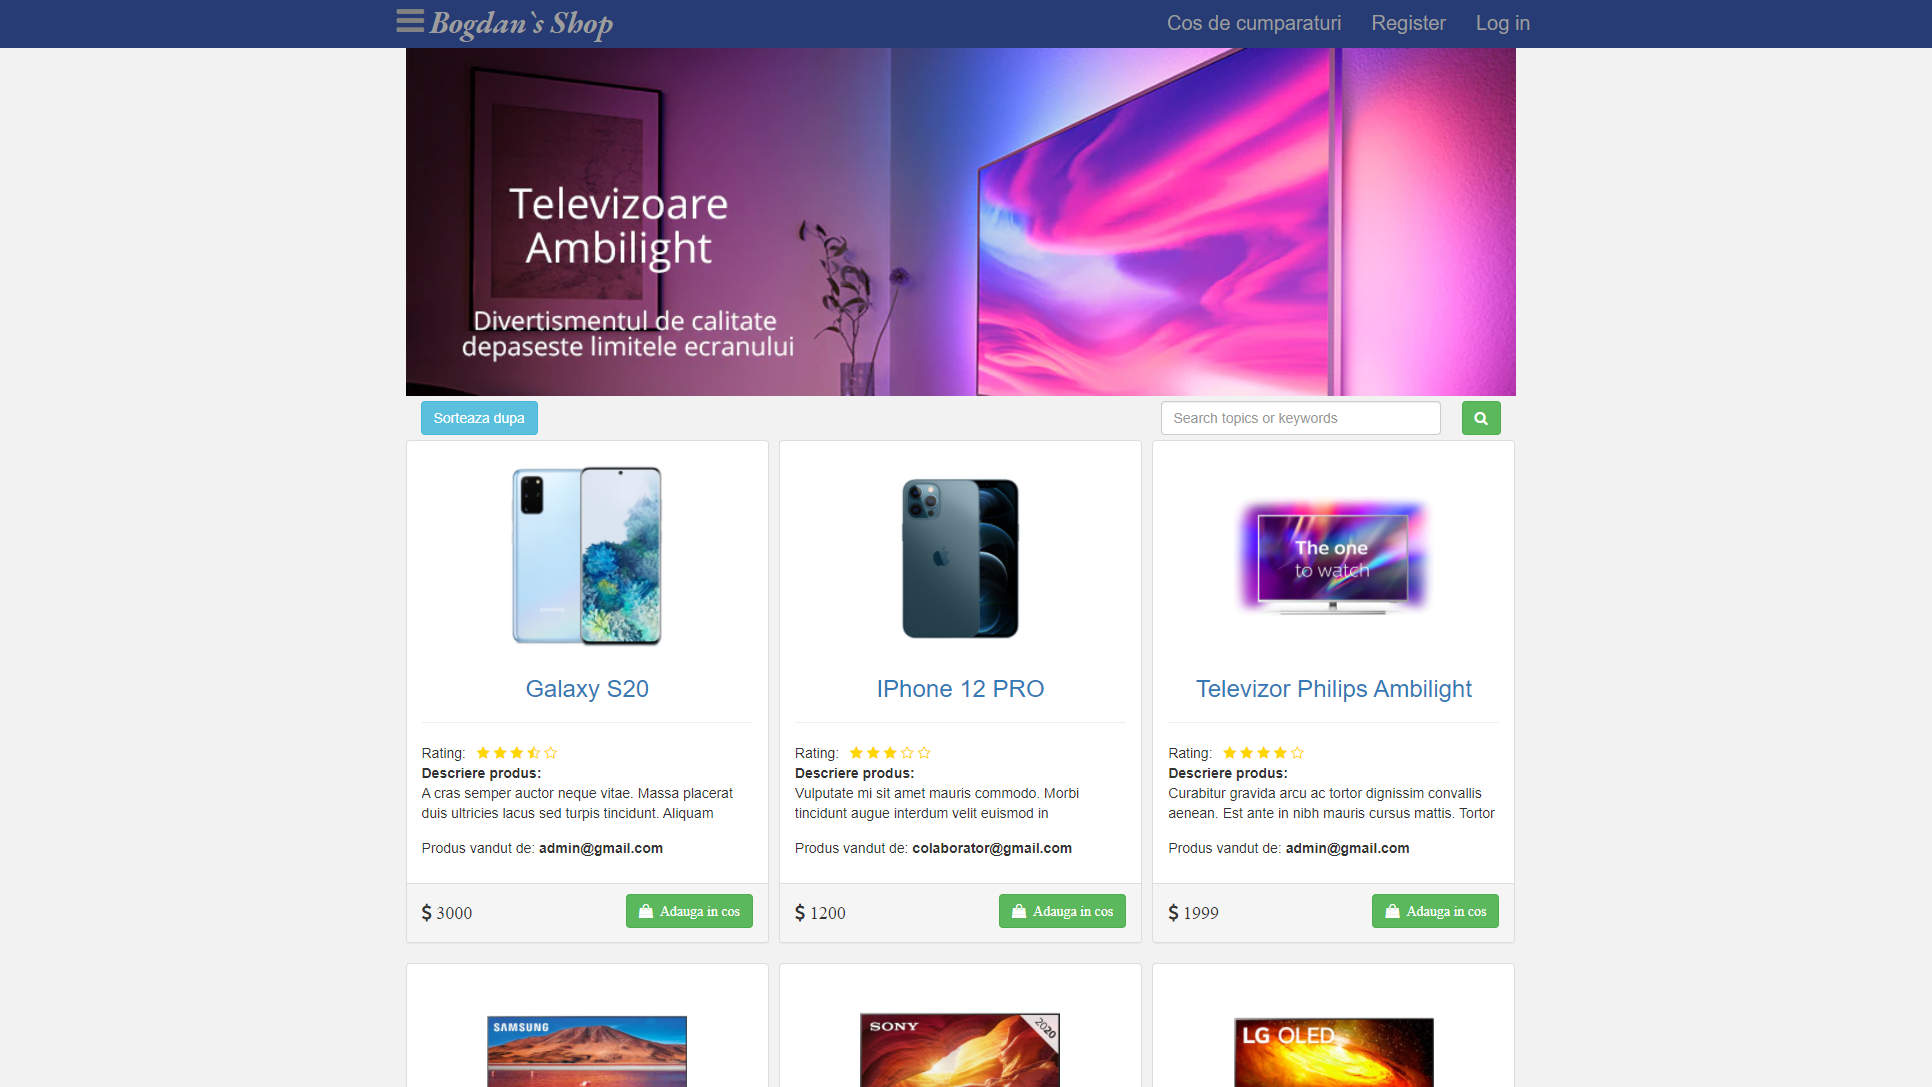 Bogdan`s Shop
Cos de cumparaturi
Register
Log in
Televizoare
Ambilight
Divertismentul de calitate
depaseste limitele ecranului
Sorteaza dupa
Search topics or keywords
SAMSUNG
The one
to watch
Galaxy S20
IPhone 12 PRO
Televizor Philips Ambilight
Rating:
Descriere produs:
A cras semper auctor neque vitae. Massa placerat
duis ultricies lacus sed turpis tincidunt. Aliquam
Produs vandut de: admin@gmail.com
Rating:
Descriere produs:
Vulputate mi sit amet mauris commodo. Morbi
tincidunt augue interdum velit euismod in
Produs vandut de: colaborator@gmail.com
Rating:
Descriere produs:
Curabitur gravida arcu ac tortor dignissim convallis
aenean. Est ante in nibh mauris cursus mattis. Tortor
Produs vandut de: admin@gmail.com
$ 3000
Adauga in cos
$ 1200
Adauga in cos
$ 1999
Adauga in cos
SAMSUNG
SONY
2020
LG OLED